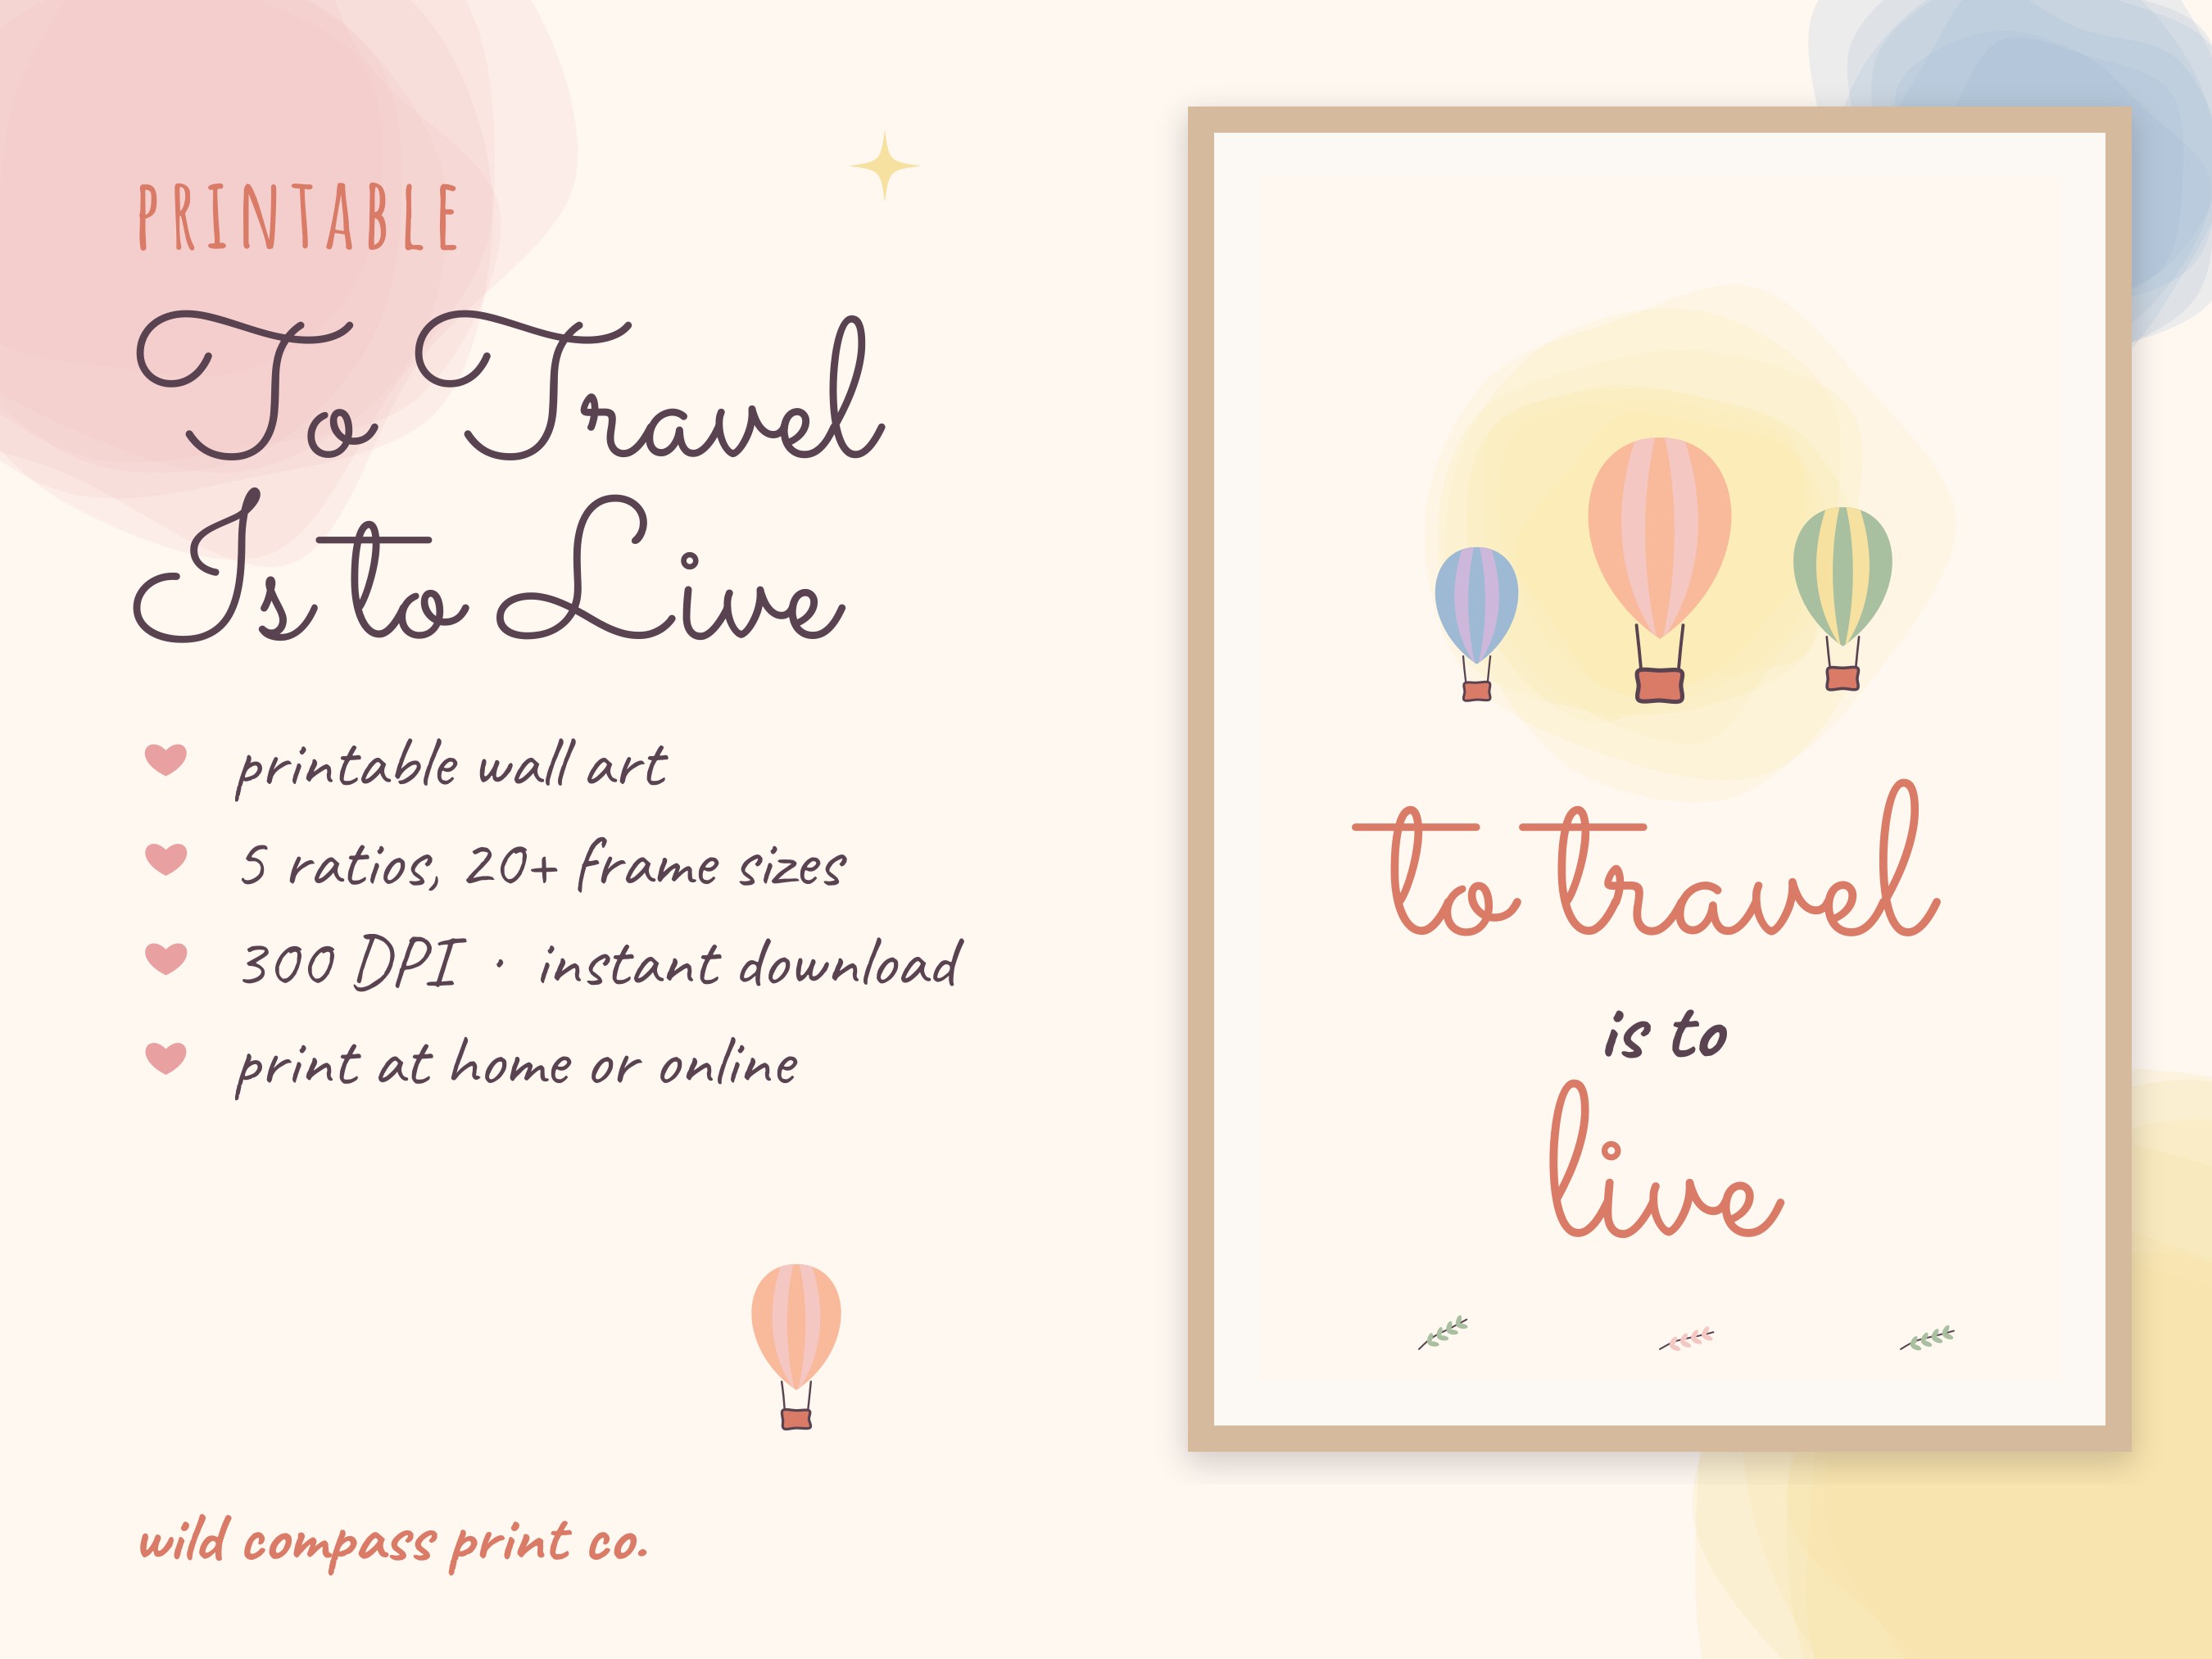 PRINTABLE
To Travel
Is to Live
printable wall art
5 ratios, 20+ frame sizes
300 DPI · instant download
print at home or online
wild compass print co.
to travel
is to
live